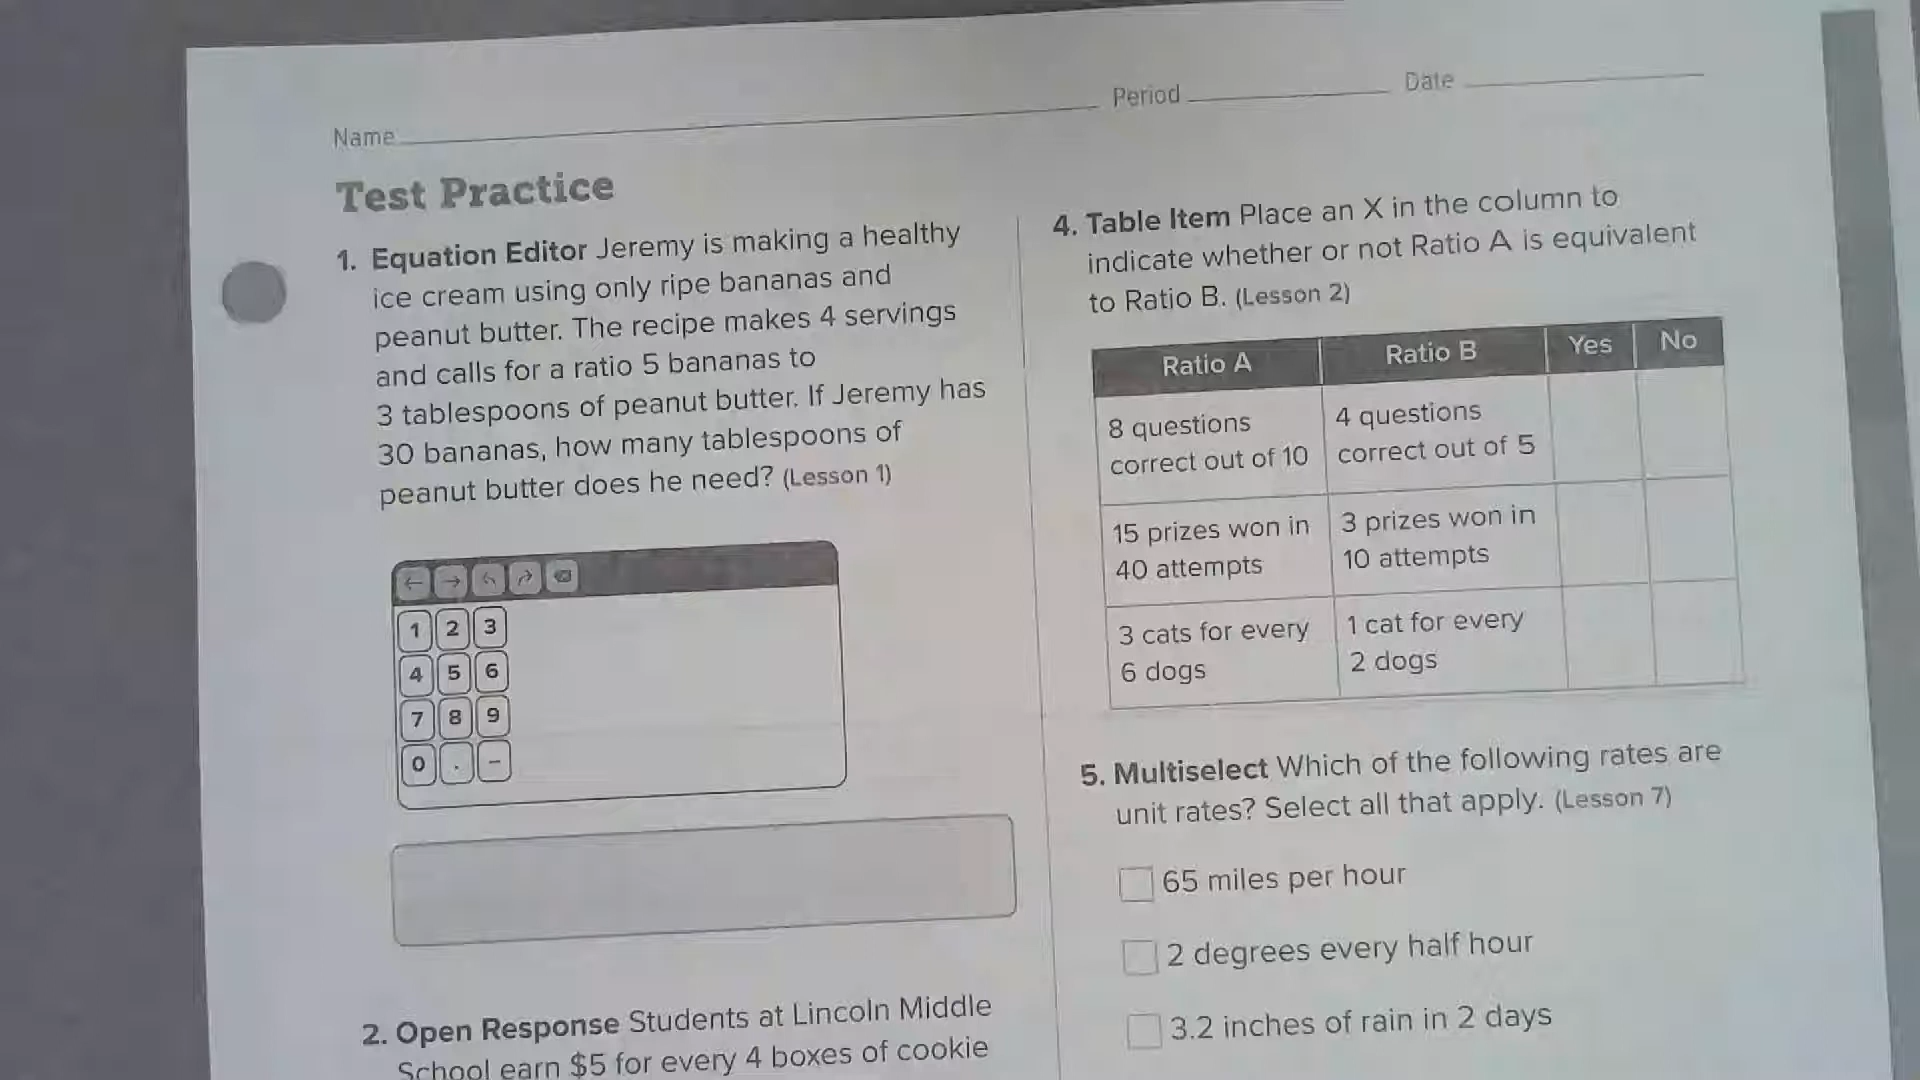 Name Period Date
Test Practice
1. Equation Editor Jeremy is making a healthy
ice cream using only ripe bananas and
peanut butter. The recipe makes 4 servings
and calls for a ratio 5 bananas to
3 tablespoons of peanut butter. If Jeremy has
30 bananas, how many tablespoons of
peanut butter does he need? (Lesson 1)
1 2 3
4 5 6
7 8 9
0 . −
2. Open Response Students at Lincoln Middle
School earn $5 for every 4 boxes of cookie
4. Table Item Place an X in the column to
indicate whether or not Ratio A is equivalent
to Ratio B. (Lesson 2)
Ratio A Ratio B Yes No
8 questions
correct out of 10
4 questions
correct out of 5
15 prizes won in
40 attempts
3 prizes won in
10 attempts
3 cats for every
6 dogs
1 cat for every
2 dogs
5. Multiselect Which of the following rates are
unit rates? Select all that apply. (Lesson 7)
65 miles per hour
2 degrees every half hour
3.2 inches of rain in 2 days